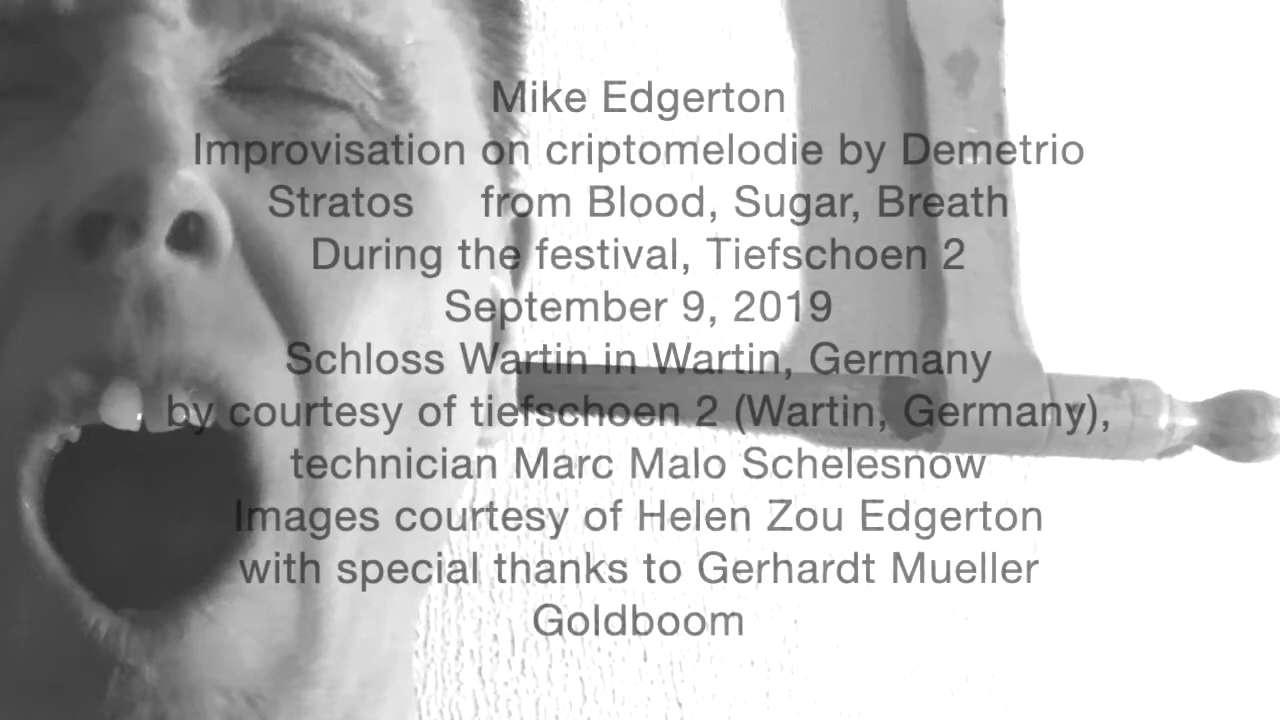 Mike Edgerton
Improvisation on criptomelodie by Demetrio
Stratos from Blood, Sugar, Breath
During the festival, Tiefschoen 2
September 9, 2019
Schloss Wartin in Wartin, Germany
by courtesy of tiefschoen 2 (Wartin, Germany),
technician Marc Malo Schelesnow
Images courtesy of Helen Zou Edgerton
with special thanks to Gerhardt Mueller
Goldboom